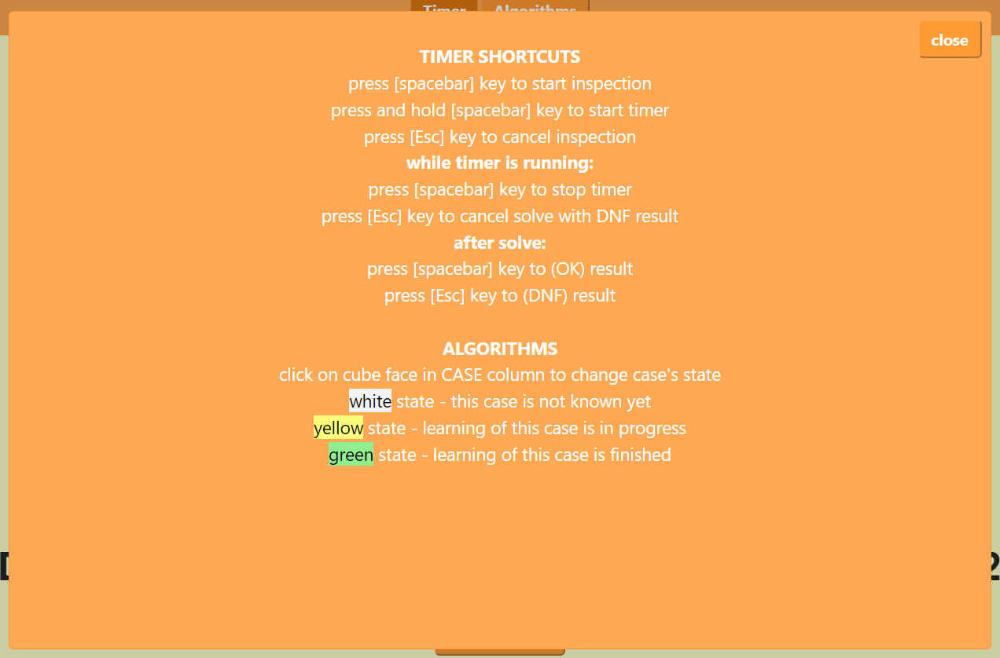 Timer Algorithms
close
TIMER SHORTCUTS
press [spacebar] key to start inspection
press and hold [spacebar] key to start timer
press [Esc] key to cancel inspection
while timer is running:
press [spacebar] key to stop timer
press [Esc] key to cancel solve with DNF result
after solve:
press [spacebar] key to (OK) result
press [Esc] key to (DNF) result
ALGORITHMS
click on cube face in CASE column to change case's state
white state - this case is not known yet
yellow state - learning of this case is in progress
green state - learning of this case is finished